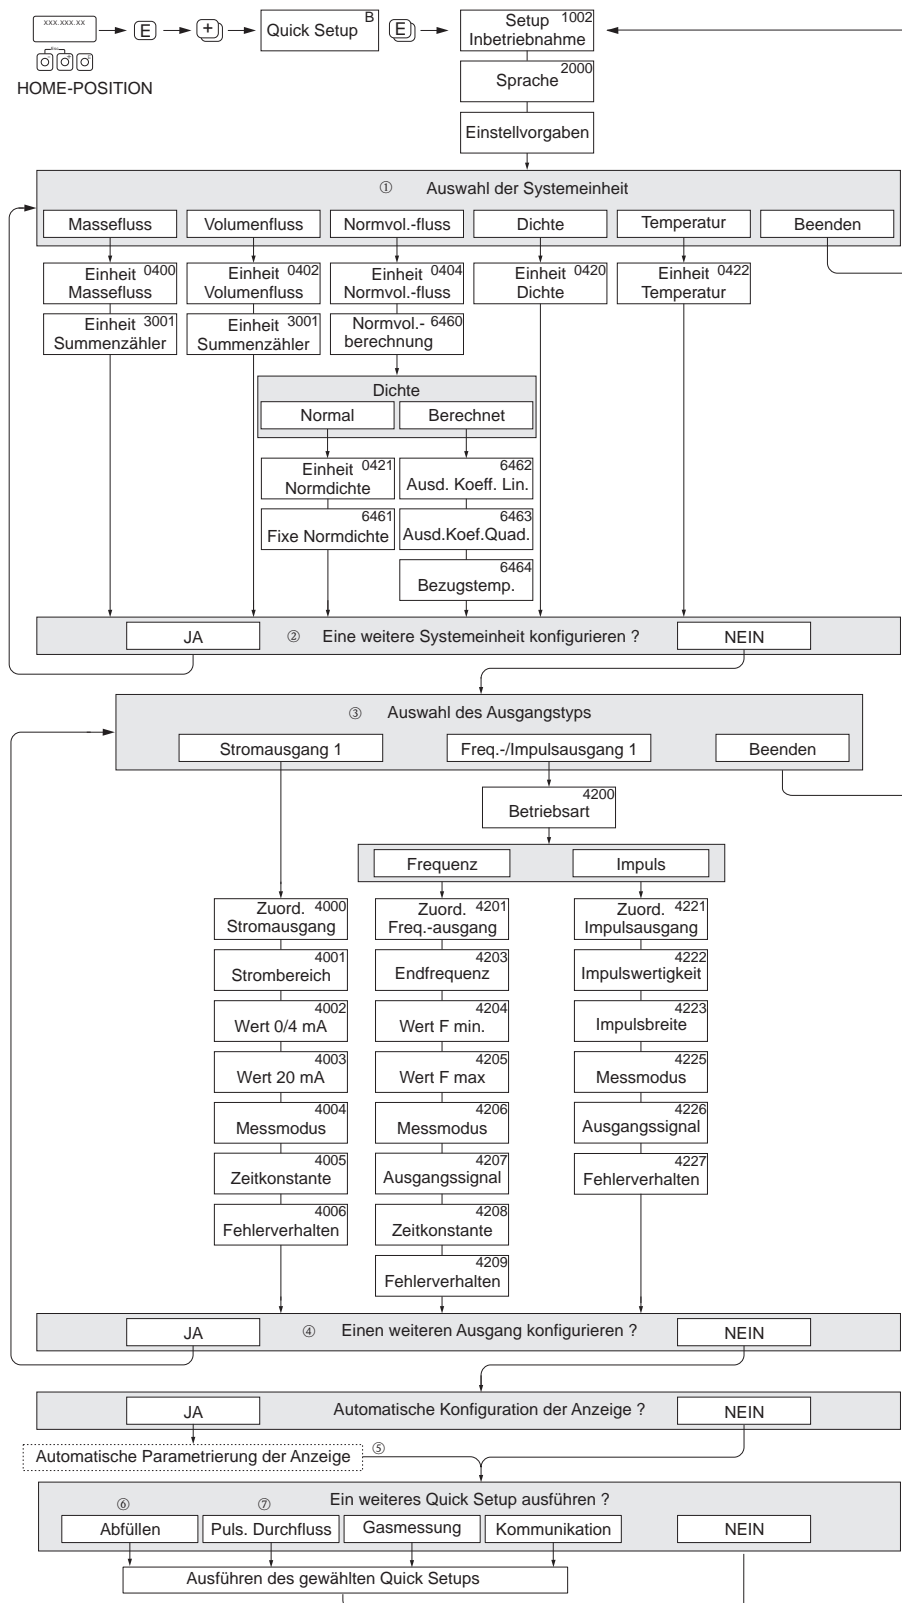 xxx.xxx.xx
Esc
- + E
E
+
Quick Setup B
E
Setup 1002
Inbetriebnahme
HOME-POSITION
Sprache 2000
Einstellvorgaben
① Auswahl der Systemeinheit
Massefluss Volumenfluss Normvol.-fluss Dichte Temperatur Beenden
Einheit 0400
Massefluss
Einheit 0402
Volumenfluss
Einheit 0404
Normvol.-fluss
Einheit 0420
Dichte
Einheit 0422
Temperatur
Einheit 3001
Summenzähler
Einheit 3001
Summenzähler
Normvol.- 6460
berechnung
Dichte
Normal Berechnet
Einheit 0421
Normdichte
6462
Ausd. Koeff. Lin.
6461
Fixe Normdichte
6463
Ausd.Koef.Quad.
6464
Bezugstemp.
JA ② Eine weitere Systemeinheit konfigurieren ? NEIN
③ Auswahl des Ausgangstyps
Stromausgang 1 Freq.-/Impulsausgang 1 Beenden
4200
Betriebsart
Frequenz Impuls
Zuord. 4000
Stromausgang
Zuord. 4201
Freq.-ausgang
Zuord. 4221
Impulsausgang
4001
Strombereich
4203
Endfrequenz
4222
Impulswertigkeit
4002
Wert 0/4 mA
4204
Wert F min.
4223
Impulsbreite
4003
Wert 20 mA
4205
Wert F max
4225
Messmodus
4004
Messmodus
4206
Messmodus
4226
Ausgangssignal
4005
Zeitkonstante
4207
Ausgangssignal
4227
Fehlerverhalten
4006
Fehlerverhalten
4208
Zeitkonstante
4209
Fehlerverhalten
JA ④ Einen weiteren Ausgang konfigurieren ? NEIN
JA Automatische Konfiguration der Anzeige ? NEIN
Automatische Parametrierung der Anzeige ⑤
Ein weiteres Quick Setup ausführen ?
⑥ ⑦
Abfüllen Puls. Durchfluss Gasmessung Kommunikation NEIN
Ausführen des gewählten Quick Setups